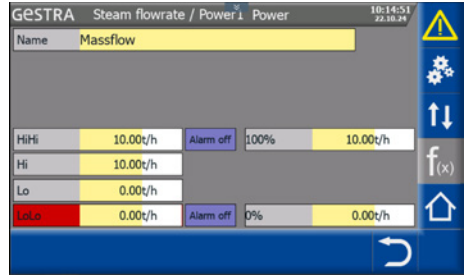 GESTRA Steam flowrate / Power1 Power 10:14:51
22.10.24
Name Massflow
HiHi 10.00t/h Alarm off 100% 10.00t/h
Hi 10.00t/h
f(x)
Lo 0.00t/h
LoLo 0.00t/h Alarm off 0% 0.00t/h